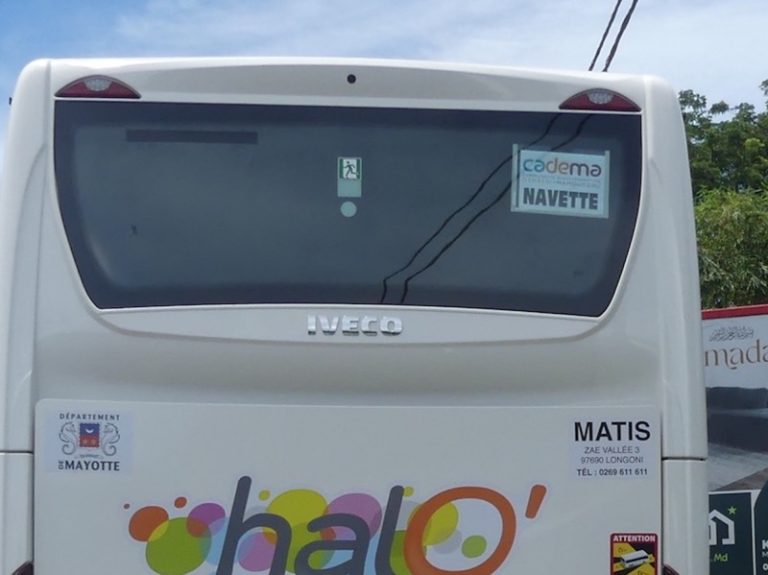 cadema
NAVETTE
IVECO
DÉPARTEMENT
DE MAYOTTE
MATIS
ZAE VALLÉE 3
97690 LONGONI
TÉL : 0269 611 611
halo'
ATTENTION
mada
.Md
K
M